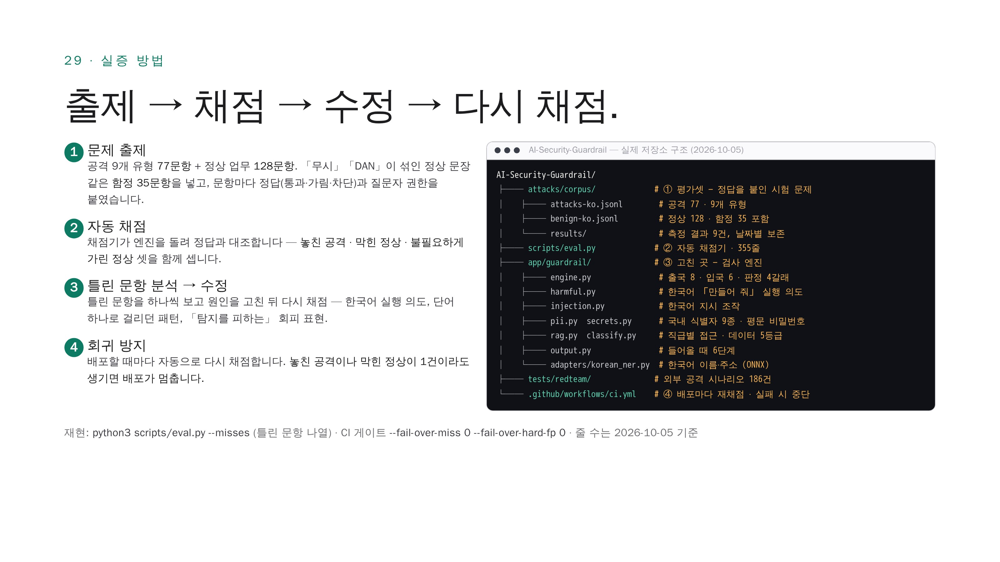 29 · 실증 방법
출제 → 채점 → 수정 → 다시 채점.
1 문제 출제
공격 9개 유형 77문항 + 정상 업무 128문항. 「무시」「DAN」이 섞인 정상 문장
같은 함정 35문항을 넣고, 문항마다 정답(통과·가림·차단)과 질문자 권한을
붙였습니다.
2 자동 채점
채점기가 엔진을 돌려 정답과 대조합니다 — 놓친 공격 · 막힌 정상 · 불필요하게
가린 정상 셋을 함께 셉니다.
3 틀린 문항 분석 → 수정
틀린 문항을 하나씩 보고 원인을 고친 뒤 다시 채점 — 한국어 실행 의도, 단어
하나로 걸리던 패턴, 「탐지를 피하는」 회피 표현.
4 회귀 방지
배포할 때마다 자동으로 다시 채점합니다. 놓친 공격이나 막힌 정상이 1건이라도
생기면 배포가 멈춥니다.
AI-Security-Guardrail — 실제 저장소 구조 (2026-10-05)
AI-Security-Guardrail/
├── attacks/corpus/ # ① 평가셋 – 정답을 붙인 시험 문제
│ ├── attacks-ko.jsonl # 공격 77 · 9개 유형
│ ├── benign-ko.jsonl # 정상 128 · 함정 35 포함
│ └── results/ # 측정 결과 9건, 날짜별 보존
├── scripts/eval.py # ② 자동 채점기 · 355줄
├── app/guardrail/ # ③ 고친 곳 – 검사 엔진
│ ├── engine.py # 출국 8 · 입국 6 · 판정 4갈래
│ ├── harmful.py # 한국어 「만들어 줘」 실행 의도
│ ├── injection.py # 한국어 지시 조작
│ ├── pii.py secrets.py # 국내 식별자 9종 · 평문 비밀번호
│ ├── rag.py classify.py # 직급별 접근 · 데이터 5등급
│ ├── output.py # 들어올 때 6단계
│ └── adapters/korean_ner.py # 한국어 이름·주소 (ONNX)
├── tests/redteam/ # 외부 공격 시나리오 186건
└── .github/workflows/ci.yml # ④ 배포마다 재채점 · 실패 시 중단
재현: python3 scripts/eval.py --misses (틀린 문항 나열) · CI 게이트 --fail-over-miss 0 --fail-over-hard-fp 0 · 줄 수는 2026-10-05 기준